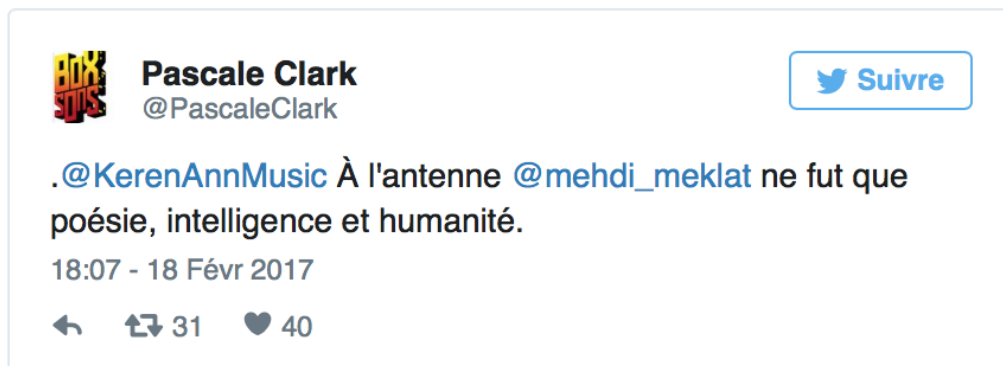 BOX
SONS
Pascale Clark
@PascaleClark
Suivre
.@KerenAnnMusic À l'antenne @mehdi_meklat ne fut que
poésie, intelligence et humanité.
18:07 - 18 Févr 2017
31 40